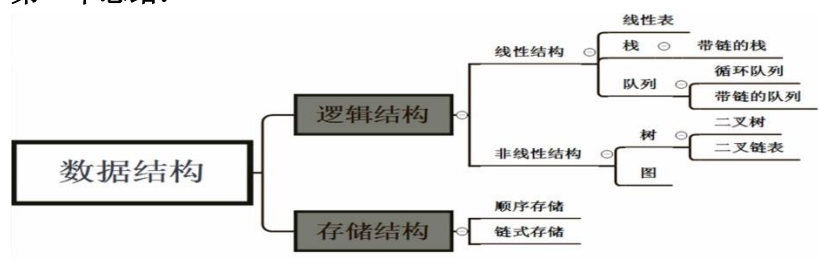 数据结构
逻辑结构
线性结构
线性表
栈
带链的栈
队列
循环队列
带链的队列
非线性结构
树
二叉树
二叉链表
图
存储结构
顺序存储
链式存储